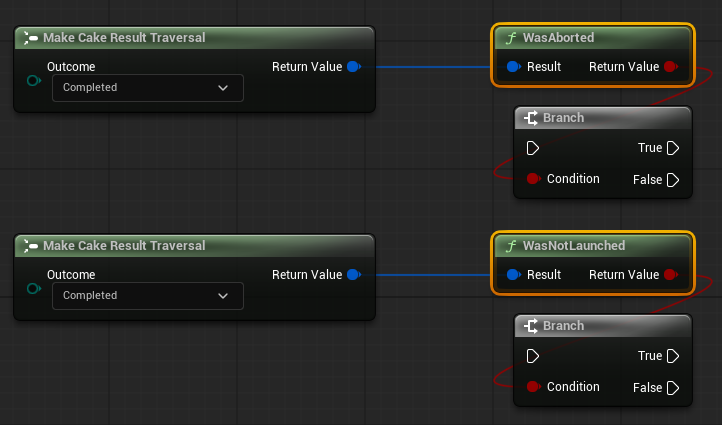 Make Cake Result Traversal
Outcome
Completed
Return Value
WasAborted
Result
Return Value
Branch
True
Condition
False
Make Cake Result Traversal
Outcome
Completed
Return Value
WasNotLaunched
Result
Return Value
Branch
True
Condition
False